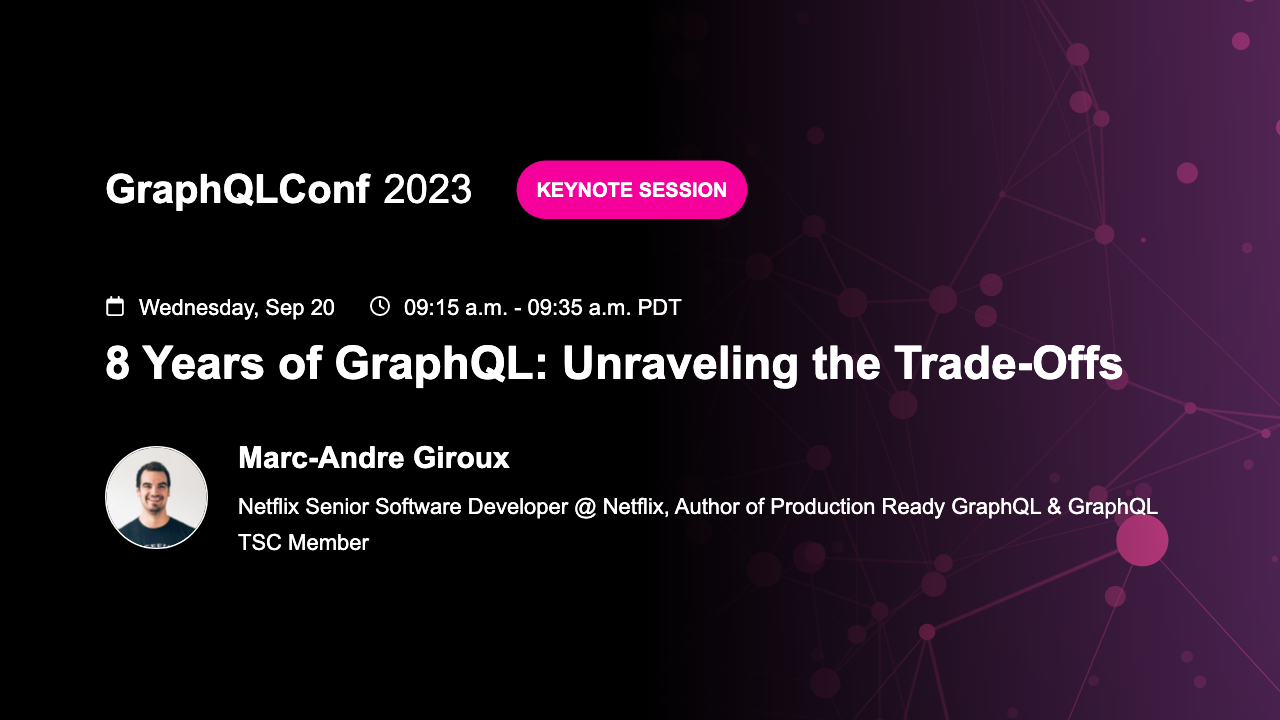 GraphQLConf 2023 KEYNOTE SESSION
Wednesday, Sep 20 09:15 a.m. - 09:35 a.m. PDT
8 Years of GraphQL: Unraveling the Trade-Offs
Marc-Andre Giroux
Netflix Senior Software Developer @ Netflix, Author of Production Ready GraphQL & GraphQL
TSC Member